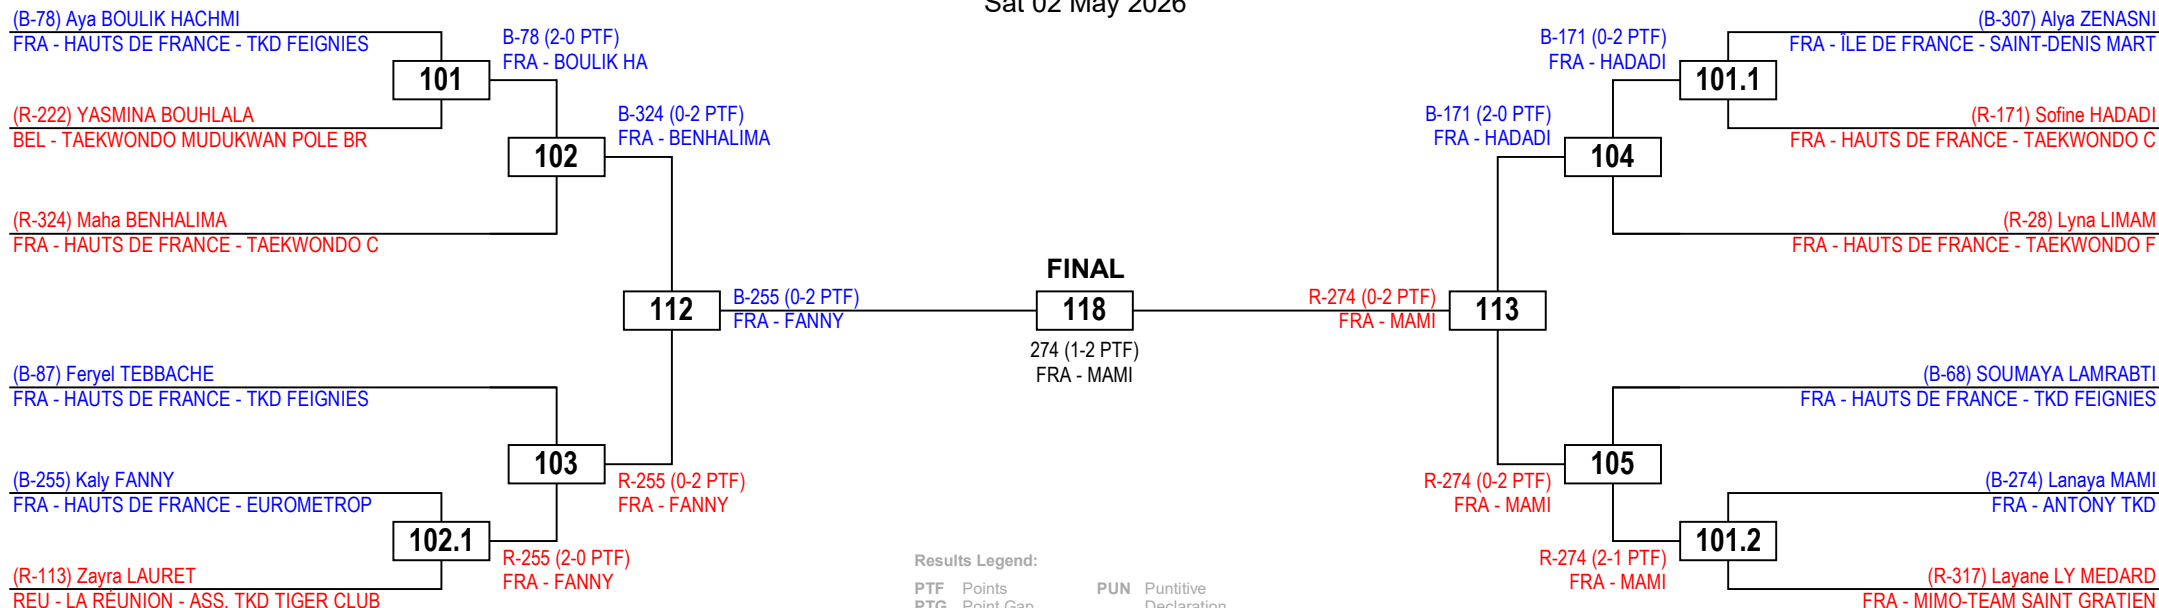 Sat 02 May 2026
(B-78) Aya BOULIK HACHMI
FRA - HAUTS DE FRANCE - TKD FEIGNIES
B-78 (2-0 PTF)
FRA - BOULIK HA
101
(R-222) YASMINA BOUHLALA
BEL - TAEKWONDO MUDUKWAN POLE BR
B-324 (0-2 PTF)
FRA - BENHALIMA
102
(R-324) Maha BENHALIMA
FRA - HAUTS DE FRANCE - TAEKWONDO C
112
B-255 (0-2 PTF)
FRA - FANNY
(B-87) Feryel TEBBACHE
FRA - HAUTS DE FRANCE - TKD FEIGNIES
103
R-255 (0-2 PTF)
FRA - FANNY
(B-255) Kaly FANNY
FRA - HAUTS DE FRANCE - EUROMETROP
102.1
R-255 (2-0 PTF)
FRA - FANNY
(R-113) Zayra LAURET
REU - LA RÉUNION - ASS. TKD TIGER CLUB
FINAL
118
274 (1-2 PTF)
FRA - MAMI
(B-307) Alya ZENASNI
FRA - ÎLE DE FRANCE - SAINT-DENIS MART
B-171 (0-2 PTF)
FRA - HADADI
101.1
(R-171) Sofine HADADI
FRA - HAUTS DE FRANCE - TAEKWONDO C
B-171 (2-0 PTF)
FRA - HADADI
104
(R-28) Lyna LIMAM
FRA - HAUTS DE FRANCE - TAEKWONDO F
R-274 (0-2 PTF)
FRA - MAMI
113
(B-68) SOUMAYA LAMRABTI
FRA - HAUTS DE FRANCE - TKD FEIGNIES
105
R-274 (0-2 PTF)
FRA - MAMI
(B-274) Lanaya MAMI
FRA - ANTONY TKD
101.2
R-274 (2-1 PTF)
FRA - MAMI
(R-317) Layane LY MEDARD
FRA - MIMO-TEAM SAINT GRATIEN
Results Legend:
PTF Points PUN Puntitive
PTG Point Gap Declaration